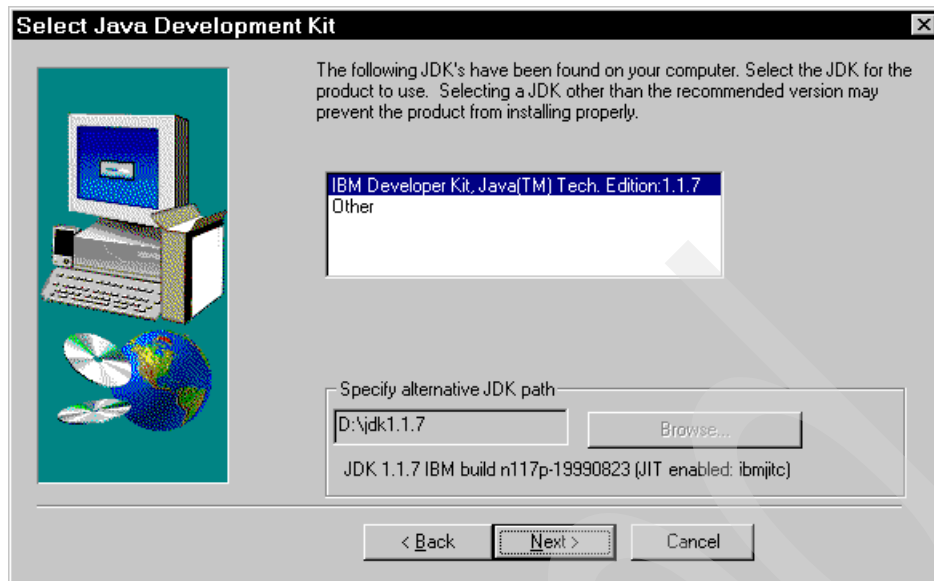 Select Java Development Kit
The following JDK's have been found on your computer. Select the JDK for the
product to use.  Selecting a JDK other than the recommended version may
prevent the product from installing properly.
IBM Developer Kit, Java(TM) Tech. Edition:1.1.7
Other
Specify alternative JDK path
D:\jdk1.1.7
Browse...
JDK 1.1.7 IBM build n117p-19990823 (JIT enabled: ibmjitc)
< Back
Next >
Cancel